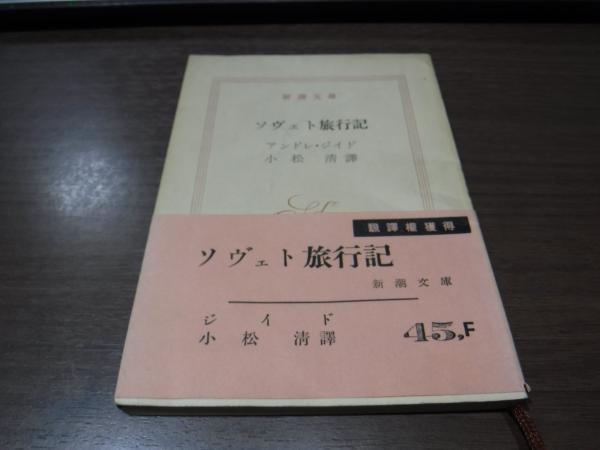 新潮文庫
ソヴェト旅行記
アンドレ・ジイド
小松清譯
飜譯權獲得
ソヴェト旅行記
新潮文庫
ジイド
小松清譯
45,F